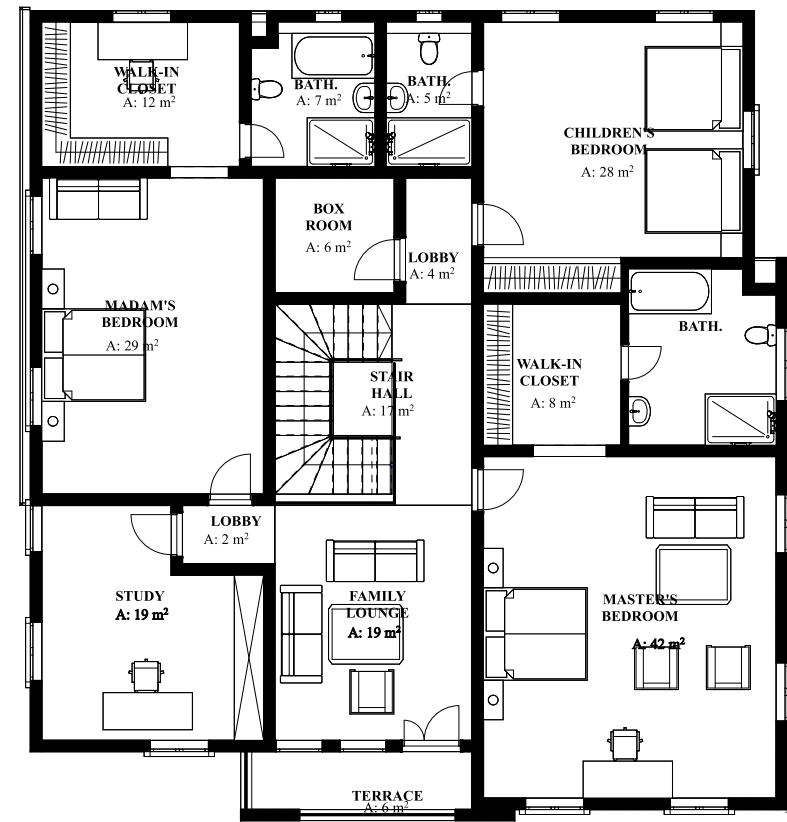 WALK-IN
CLOSET
A: 12 m²
BATH.
A: 7 m²
BATH.
A: 5 m²
CHILDREN'S
BEDROOM
A: 28 m²
BOX
ROOM
A: 6 m²
LOBBY
A: 4 m²
MADAM'S
BEDROOM
A: 29 m²
BATH.
STAIR
HALL
A: 17 m²
WALK-IN
CLOSET
A: 8 m²
LOBBY
A: 2 m²
STUDY
A: 19 m²
FAMILY
LOUNGE
A: 19 m²
MASTER'S
BEDROOM
A: 42 m²
TERRACE
A: 6 m²